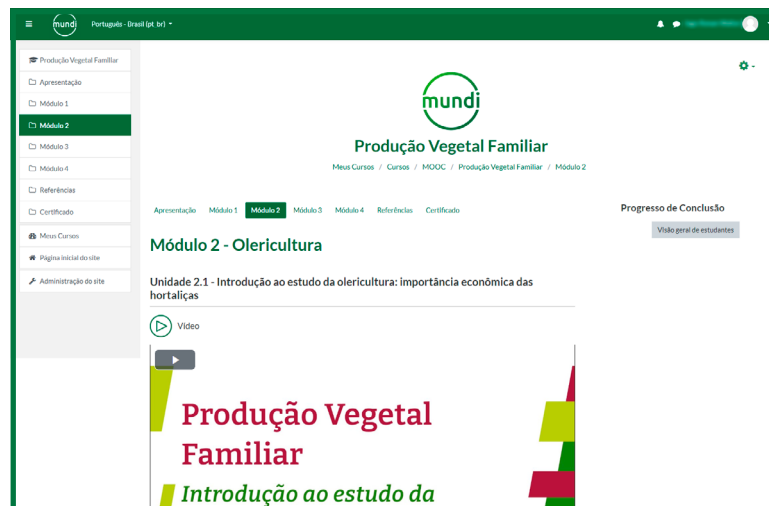 mundi
Português - Brasil (pt_br)
Produção Vegetal Familiar
Apresentação
Módulo 1
Módulo 2
Módulo 3
Módulo 4
Referências
Certificado
Meus Cursos
Página inicial do site
Administração do site
mundi
Produção Vegetal Familiar
Meus Cursos / Cursos / MOOC / Produção Vegetal Familiar / Módulo 2
Apresentação Módulo 1 Módulo 2 Módulo 3 Módulo 4 Referências Certificado
Progresso de Conclusão
Visão geral de estudantes
Módulo 2 - Olericultura
Unidade 2.1 - Introdução ao estudo da olericultura: importância econômica das
hortaliças
Vídeo
Produção Vegetal
Familiar
Introdução ao estudo da